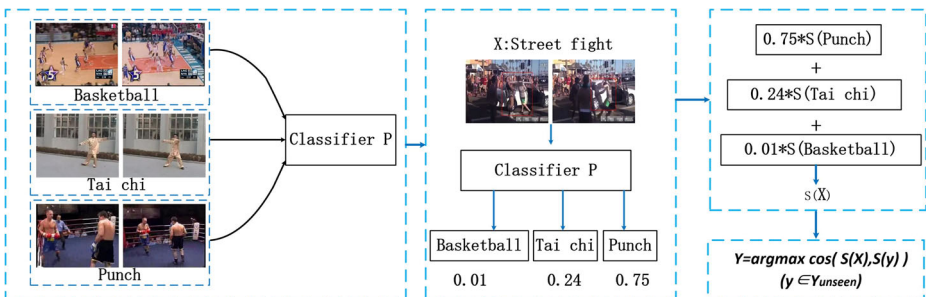 Basketball
Tai chi
Punch
Classifier P
X:Street fight
Classifier P
Basketball
Tai chi
Punch
0.01
0.24
0.75
0.75*S(Punch)
+
0.24*S(Tai chi)
+
0.01*S(Basketball)
S(X)
Y=argmax cos( S(X),S(y) )
(y ∈Yunseen)